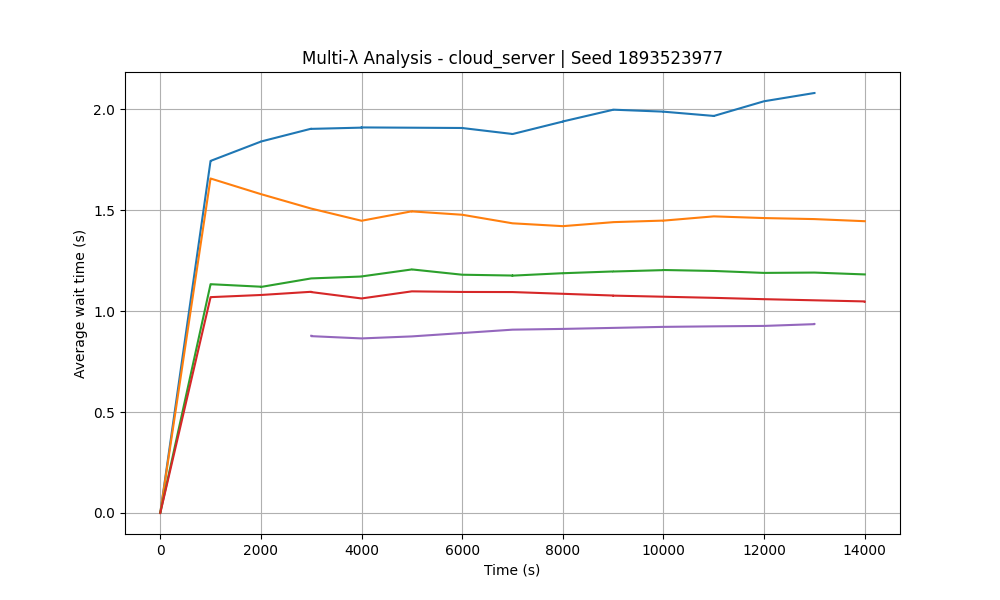 Multi-λ Analysis - cloud_server | Seed 1893523977
Average wait time (s)
2.0
1.5
1.0
0.5
0.0
0 2000 4000 6000 8000 10000 12000 14000
Time (s)